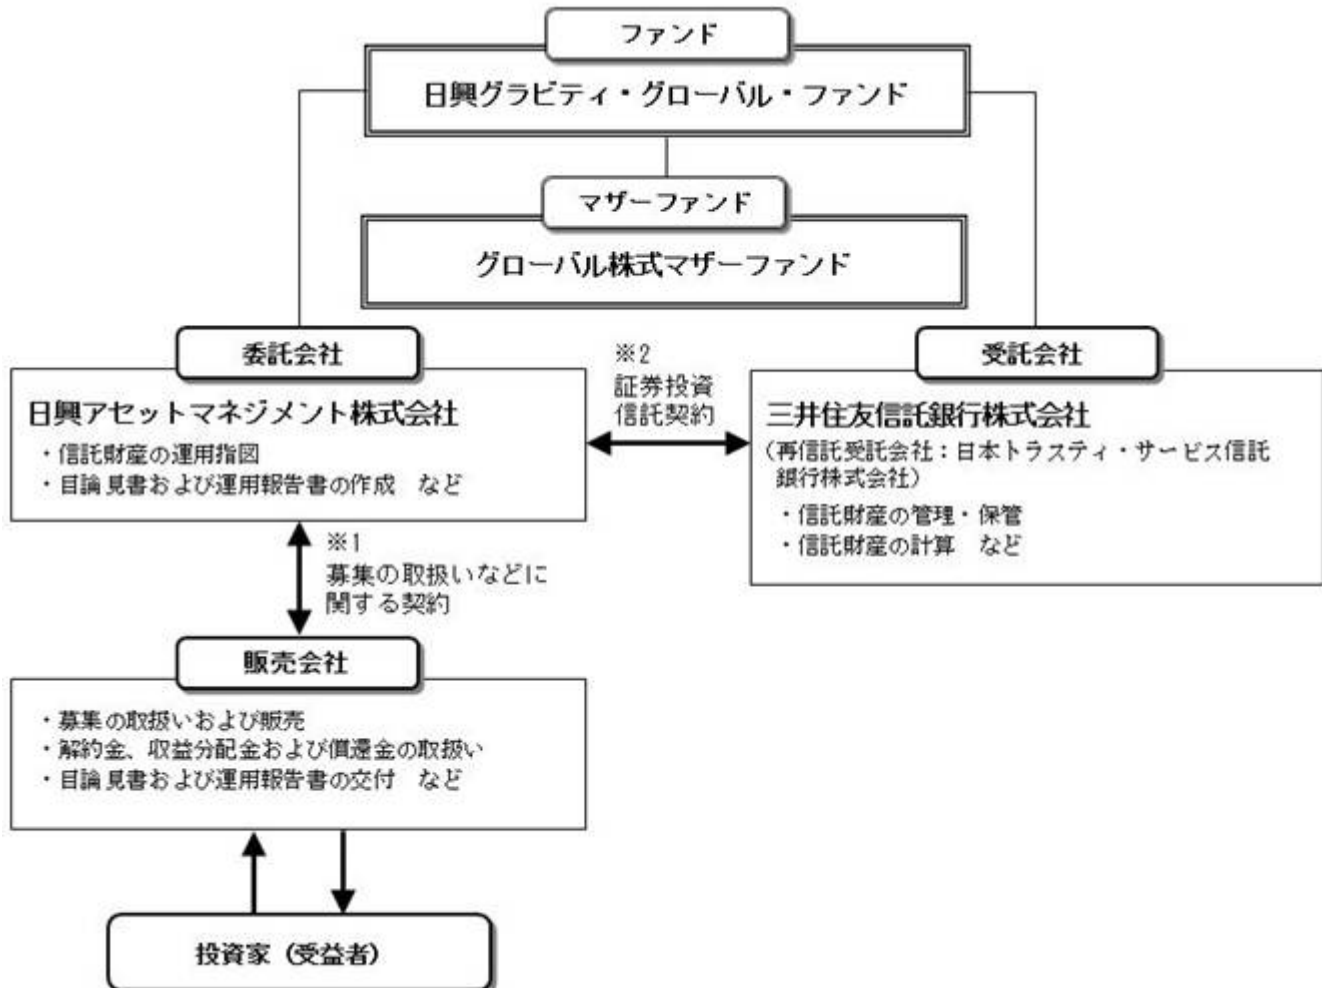 ファンド
日興グラビティ・グローバル・ファンド
マザーファンド
グローバル株式マザーファンド
委託会社
日興アセットマネジメント株式会社
・信託財産の運用指図
・目論見書および運用報告書の作成　など
※2
証券投資
信託契約
受託会社
三井住友信託銀行株式会社
（再信託受託会社：日本トラスティ・サービス信託
銀行株式会社）
・信託財産の管理・保管
・信託財産の計算　など
※1
募集の取扱いなどに
関する契約
販売会社
・募集の取扱いおよび販売
・解約金、収益分配金および償還金の取扱い
・目論見書および運用報告書の交付　など
投資家（受益者）